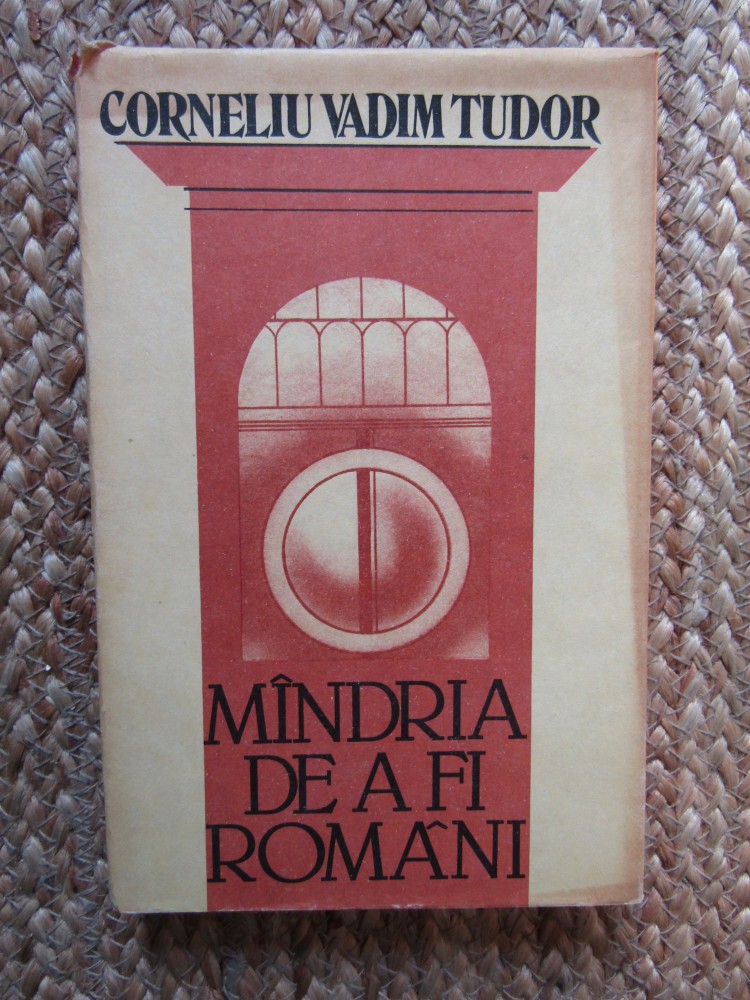 CORNELIU VADIM TUDOR
MÎNDRIA
DE A FI
ROMÂNI